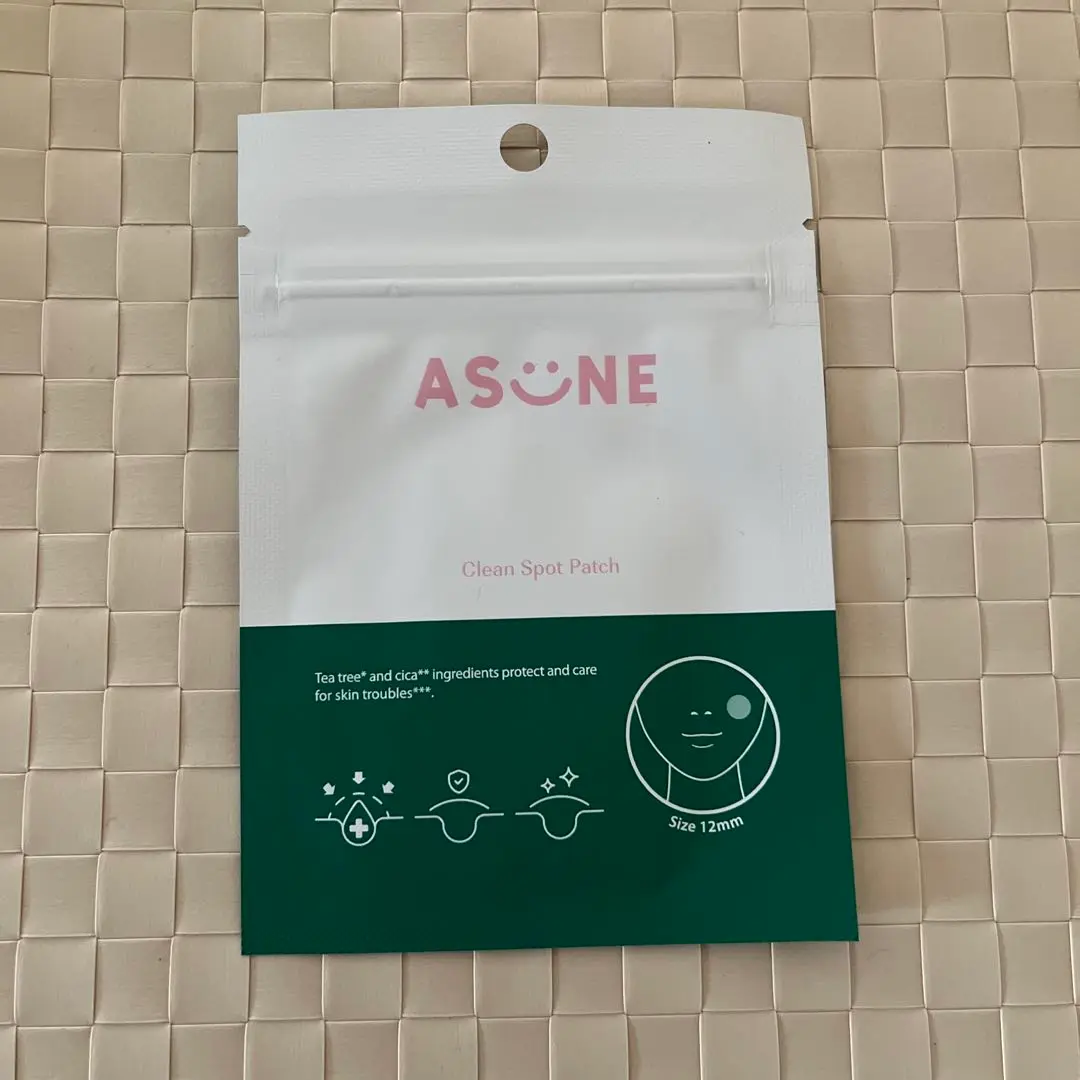 ASUNE
Clean Spot Patch
Tea tree* and cica** ingredients protect and care
for skin troubles***.
Size 12mm